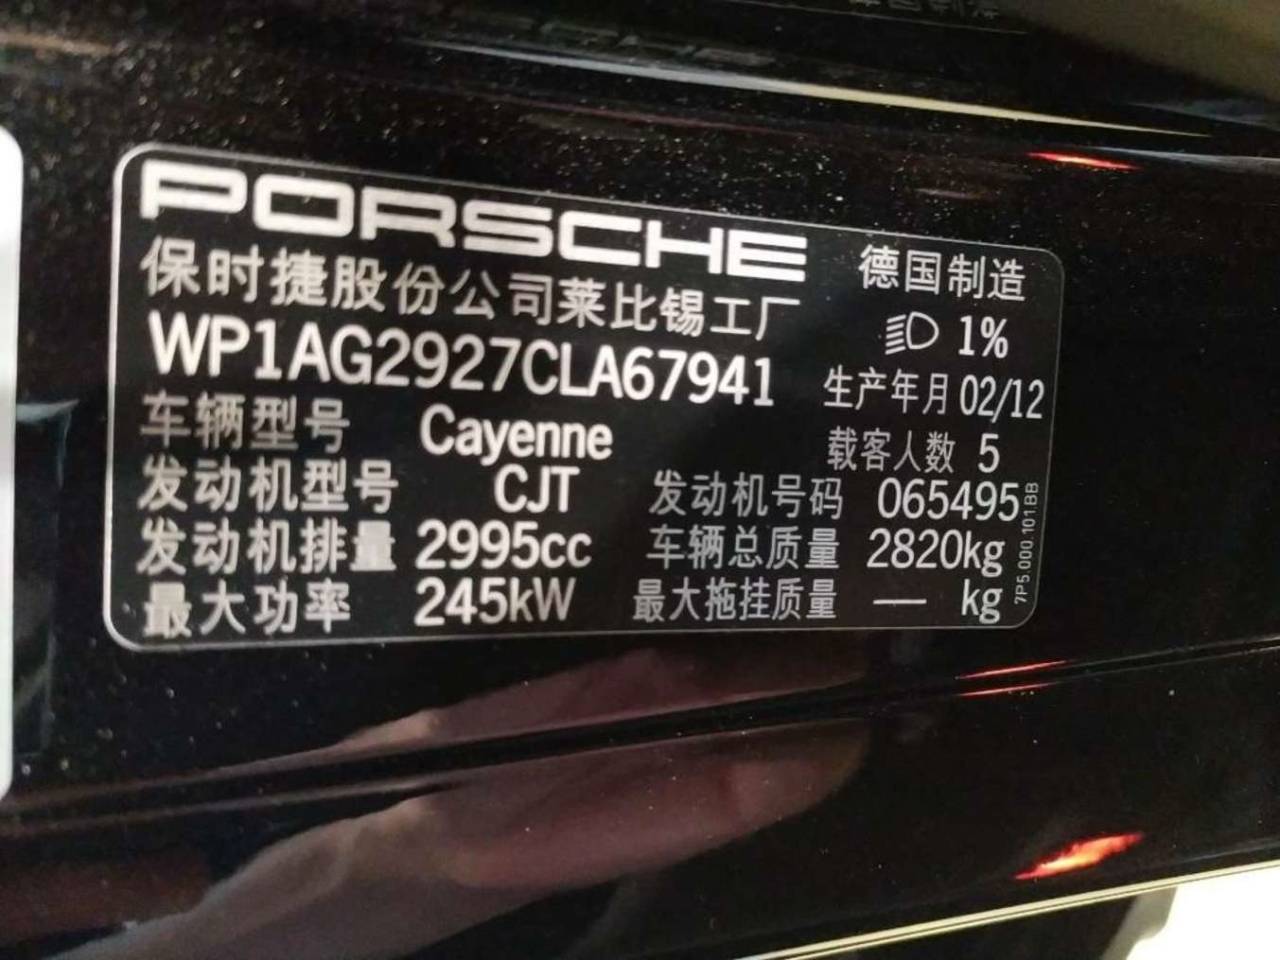 PORSCHE
保时捷股份公司莱比锡工厂 德国制造
WP1AG2927CLA67941 1%
生产年月 02/12
车辆型号 Cayenne 载客人数 5
发动机型号 CJT 发动机号码 065495
发动机排量 2995cc 车辆总质量 2820kg
最大功率 245kW 最大拖挂质量 — kg
7P5.000.101.BB